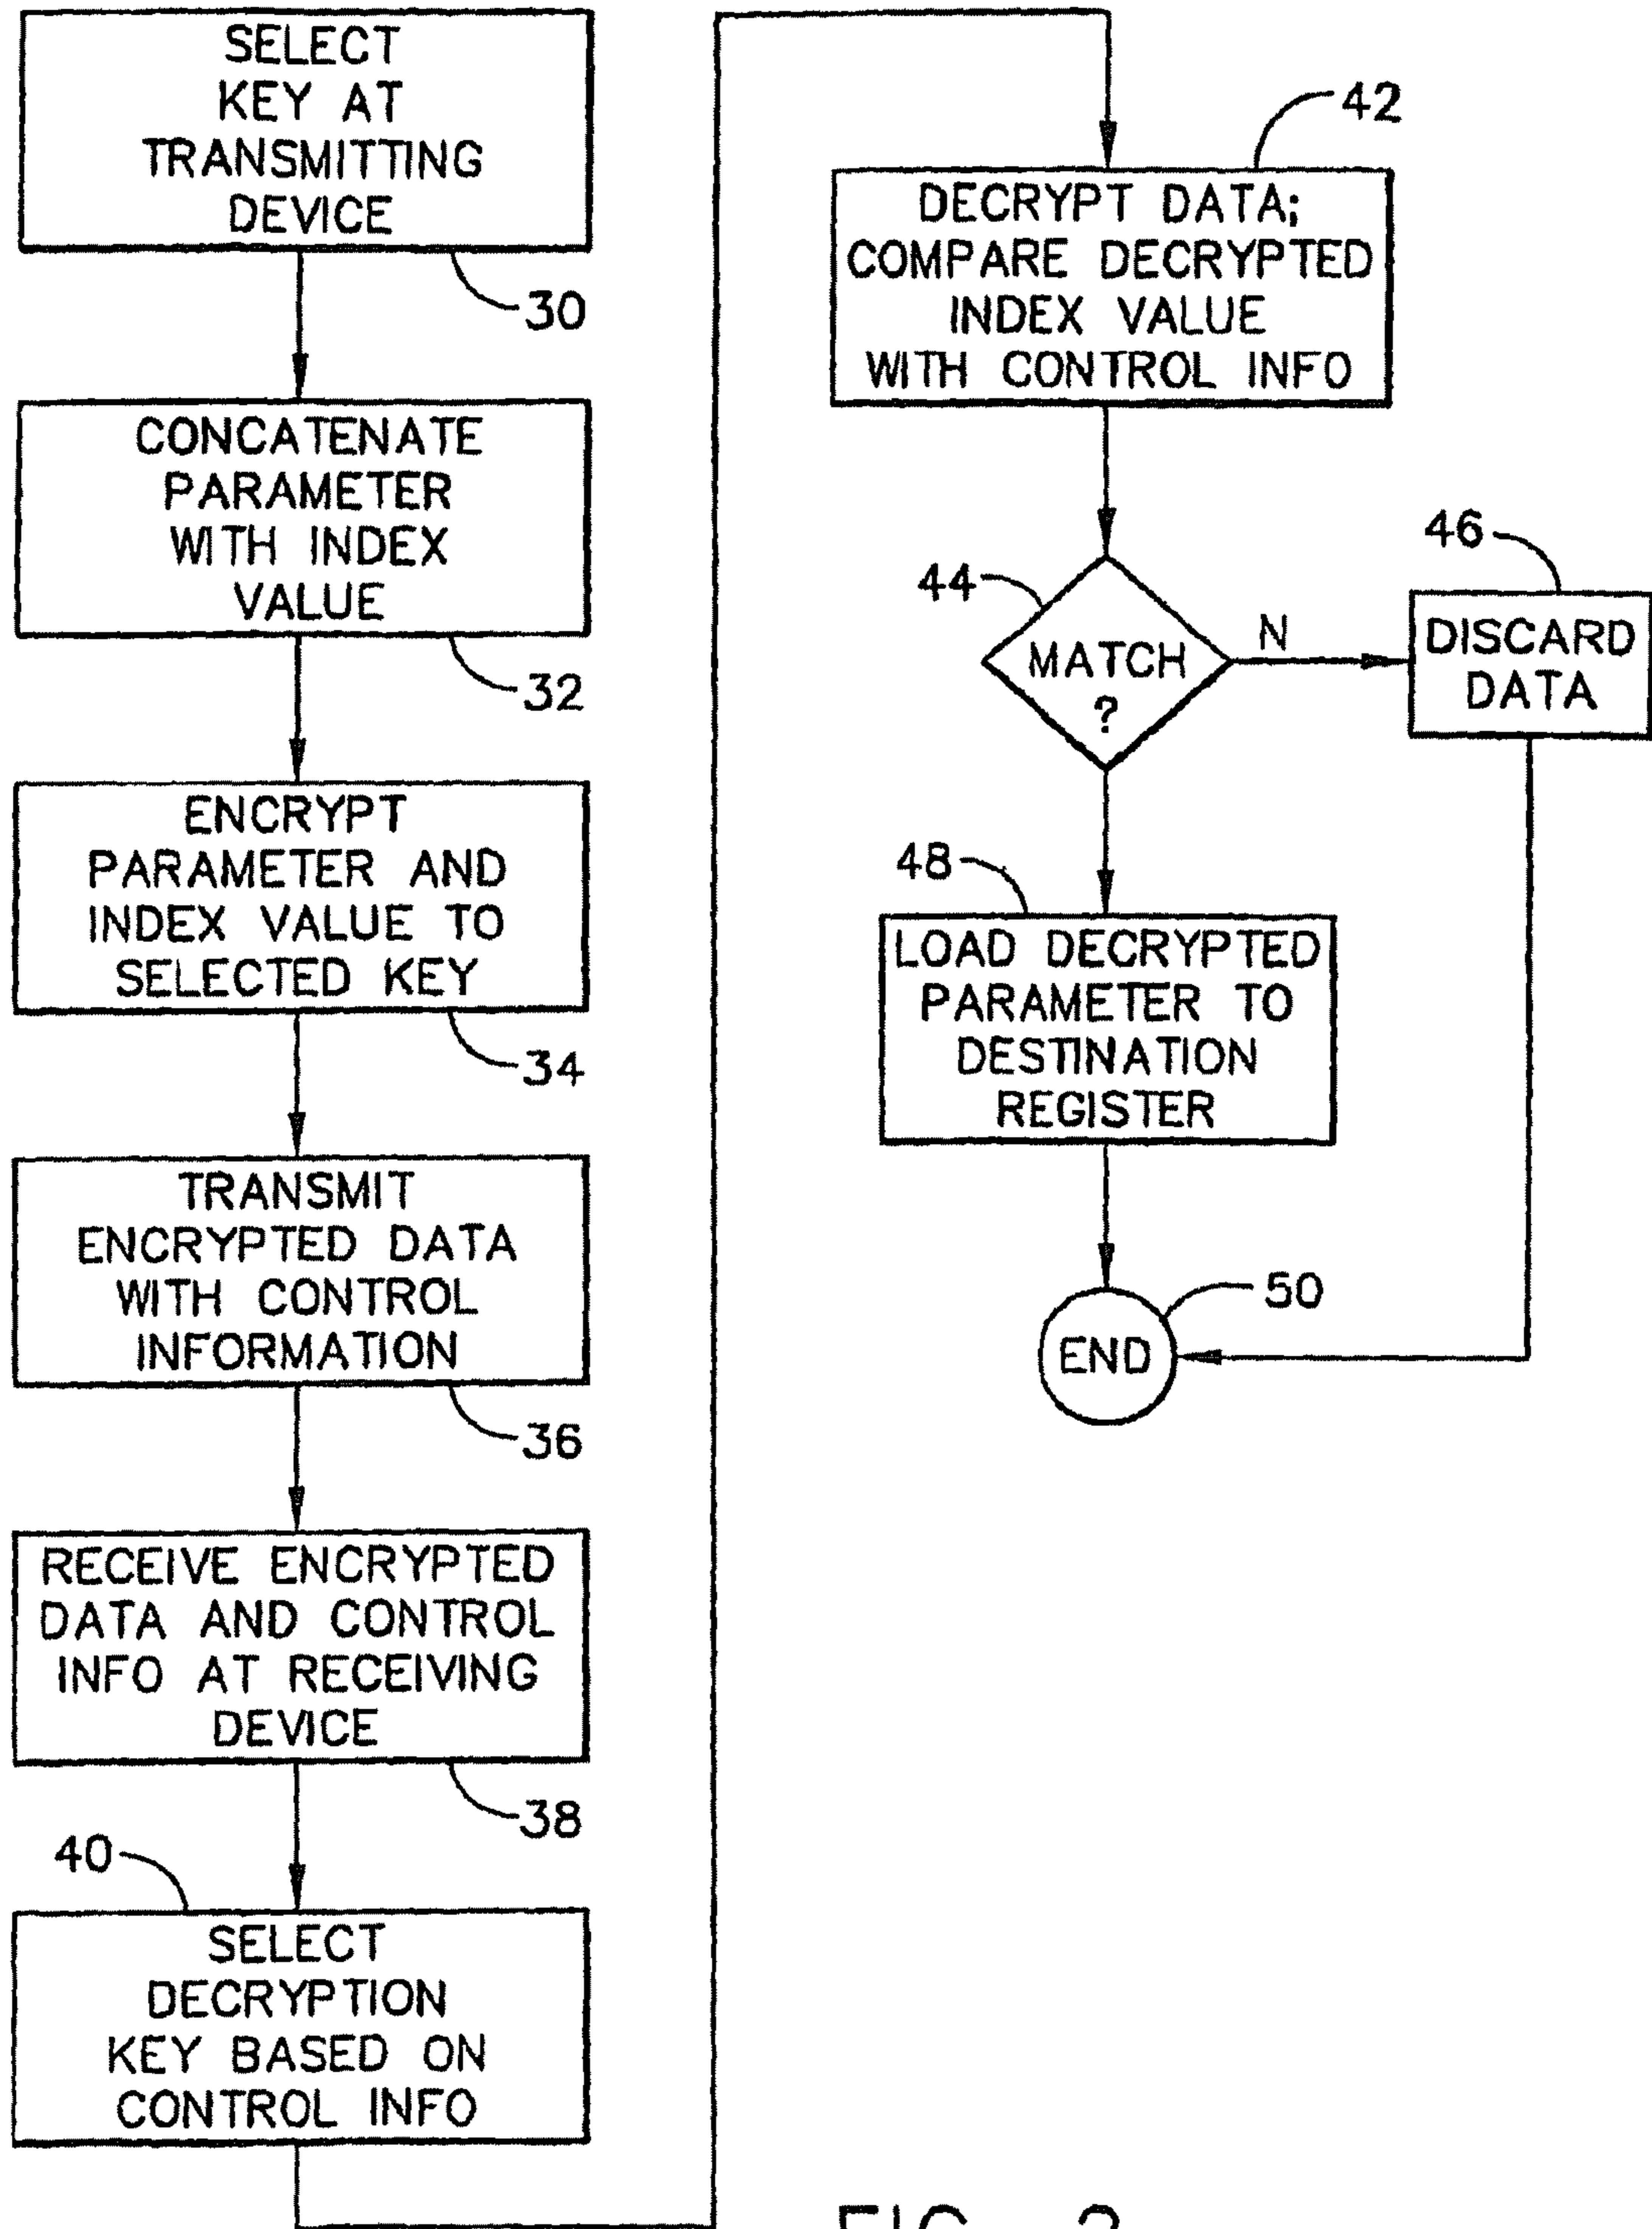 SELECT
KEY AT
TRANSMITTING
DEVICE
30
CONCATENATE
PARAMETER
WITH INDEX
VALUE
32
ENCRYPT
PARAMETER AND
INDEX VALUE TO
SELECTED KEY
34
TRANSMIT
ENCRYPTED DATA
WITH CONTROL
INFORMATION
36
RECEIVE ENCRYPTED
DATA AND CONTROL
INFO AT RECEIVING
DEVICE
38
40
SELECT
DECRYPTION
KEY BASED ON
CONTROL INFO
42
DECRYPT DATA;
COMPARE DECRYPTED
INDEX VALUE
WITH CONTROL INFO
44
MATCH
?
N
46
DISCARD
DATA
48
LOAD DECRYPTED
PARAMETER TO
DESTINATION
REGISTER
50
END